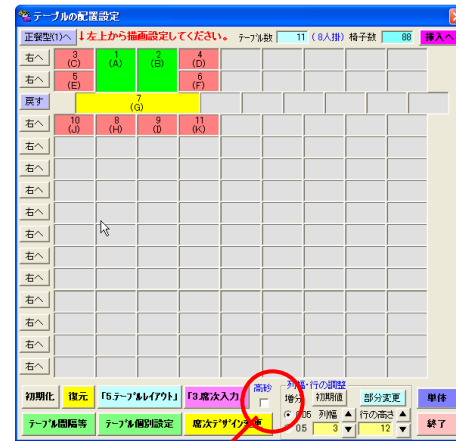 テーブルの配置設定
正餐型(1)へ ↓左上から描画設定してください。 テーブル数 11 (8人掛) 椅子数 88 挿入へ
右へ 3 1 2 4
(C) (A) (B) (D)
右へ 5 6
(E) (F)
戻す 7
(G)
右へ 10 8 9 11
(J) (H) (I) (K)
右へ
右へ
右へ
右へ
右へ
右へ
右へ
右へ
右へ
右へ
右へ
高砂 列幅・行の調整
初期化 復元 「5.テーブルレイアウト」 「3.席次入力」 増分 初期値 部分変更 単体
テーブル間隔等 テーブル個別設定 席次デザイン変更 0.05 列幅 ▲ 行の高さ ▲ 終了
0.5 3 ▼ 12 ▼